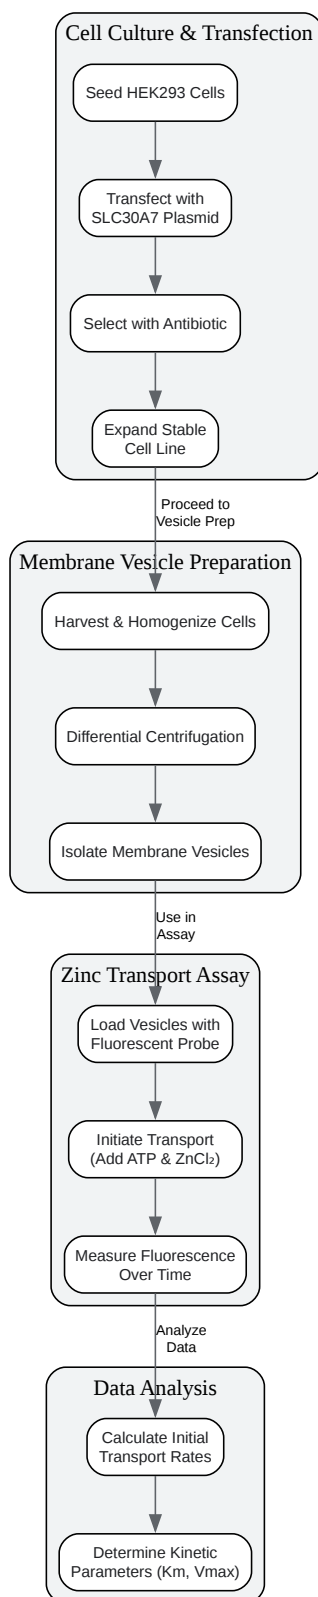 Cell Culture & Transfection
Seed HEK293 Cells
Transfect with
SLC30A7 Plasmid
Select with Antibiotic
Expand Stable
Cell Line
Proceed to
Vesicle Prep
Membrane Vesicle Preparation
Harvest & Homogenize Cells
Differential Centrifugation
Isolate Membrane Vesicles
Use in
Assay
Zinc Transport Assay
Load Vesicles with
Fluorescent Probe
Initiate Transport
(Add ATP & ZnCl₂)
Measure Fluorescence
Over Time
Analyze
Data
Data Analysis
Calculate Initial
Transport Rates
Determine Kinetic
Parameters (Km, Vmax)